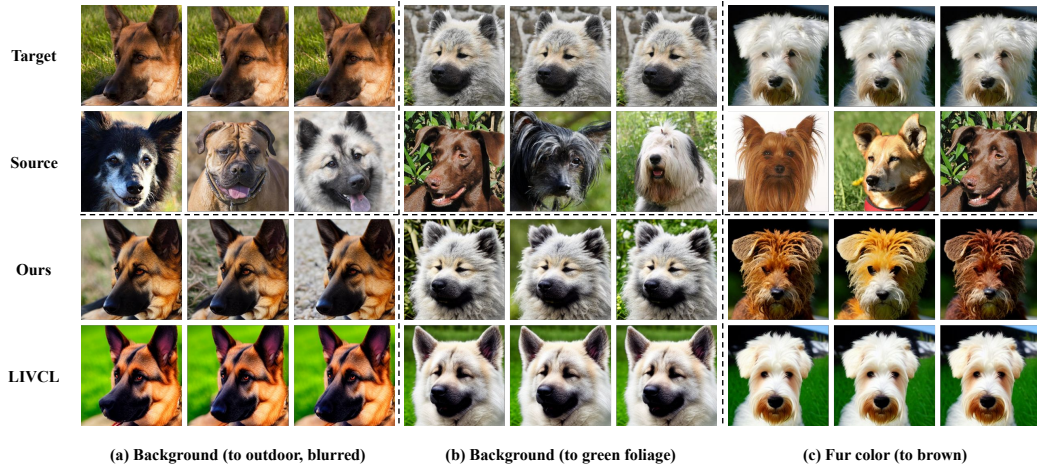 Target
Source
Ours
LIVCL
(a) Background (to outdoor, blurred)
(b) Background (to green foliage)
(c) Fur color (to brown)